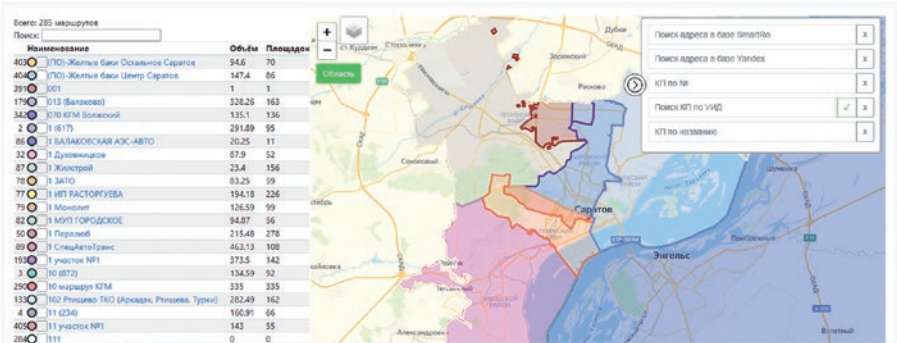 Всего: 285 маршрутов
Поиск:
Наименование Объём Площадок
403 (ПО)-Желтые баки Остальное Саратов 94.6 70
404 (ПО)-Желтые баки Центр Саратов 147.4 86
391 001 1 1
179 013 (Балаково) 328.26 163
342 070 КГМ Волжский 135.1 136
2 1 (617) 291.89 95
86 1 БАЛАКОВСКАЯ АЭС-АВТО 20.25 11
32 1 Духовницкое 87.9 52
87 1 Жилстрой 23.4 156
78 1 ЗАТО 83.25 59
77 1 ИП РАСТОРГУЕВА 194.18 226
79 1 Монолит 126.59 99
82 1 МУП ГОРОДСКОЕ 94.87 56
50 1 Перелюб 215.48 278
89 1 СпецАвтоТранс 463.13 108
193 1 участок №1 373.5 142
3 10 (872) 134.59 92
290 10 маршрут КГМ 335 335
133 102 Ртищево ТКО (Аркадак, Ртищева, Турки) 282.49 162
4 11 (234) 160.91 66
405 11 участок №1 143 55
284 111 0 0
+
−
Область
Дубки
Зоринский
Расково
Сокол­овый
Саратов
Энгельс
Шумейка
Приволжский
Александровка
Поиск адреса в базе SmartRo x
Поиск адреса в базе Yandex x
КП по № x
Поиск КП по УИД ✓ x
КП по названию x